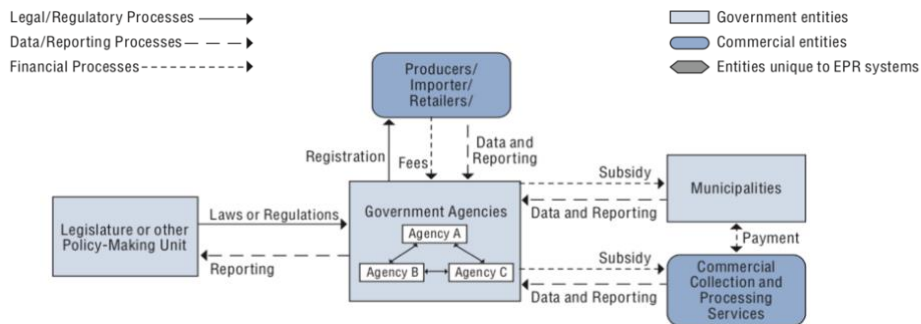 Legal/Regulatory Processes
Data/Reporting Processes
Financial Processes
Government entities
Commercial entities
Entities unique to EPR systems
Producers/
Importer/
Retailers/
Registration
Fees
Data and
Reporting
Legislature or other
Policy-Making Unit
Laws or Regulations
Reporting
Government Agencies
Agency A
Agency B
Agency C
Subsidy
Data and Reporting
Municipalities
Payment
Subsidy
Data and Reporting
Commercial
Collection and
Processing
Services